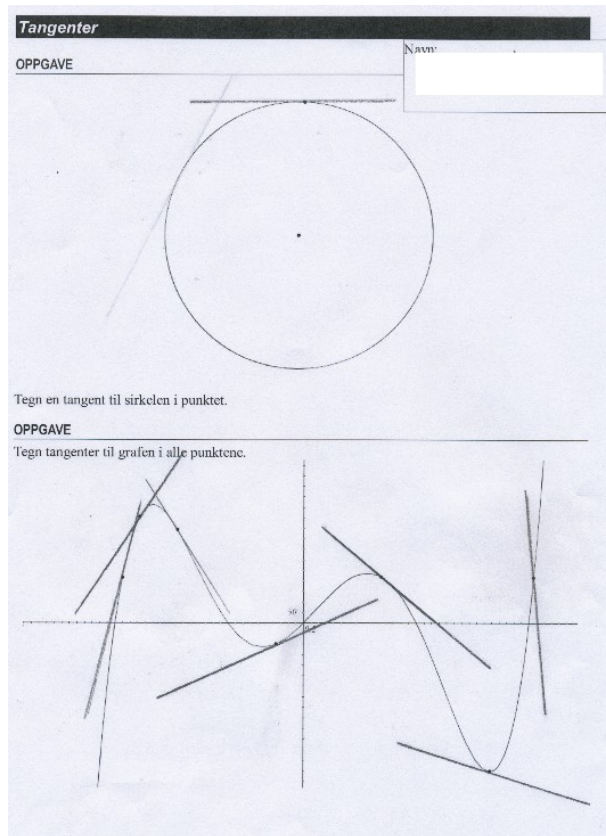 Tangenter
Navn:
OPPGAVE
Tegn en tangent til sirkelen i punktet.
OPPGAVE
Tegn tangenter til grafen i alle punktene.